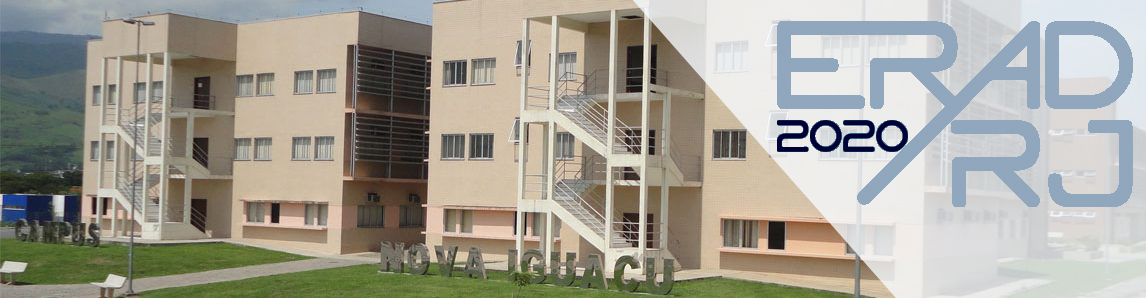 CAMPUS
NOVA IGUAÇU
ERAD
2020
RJ